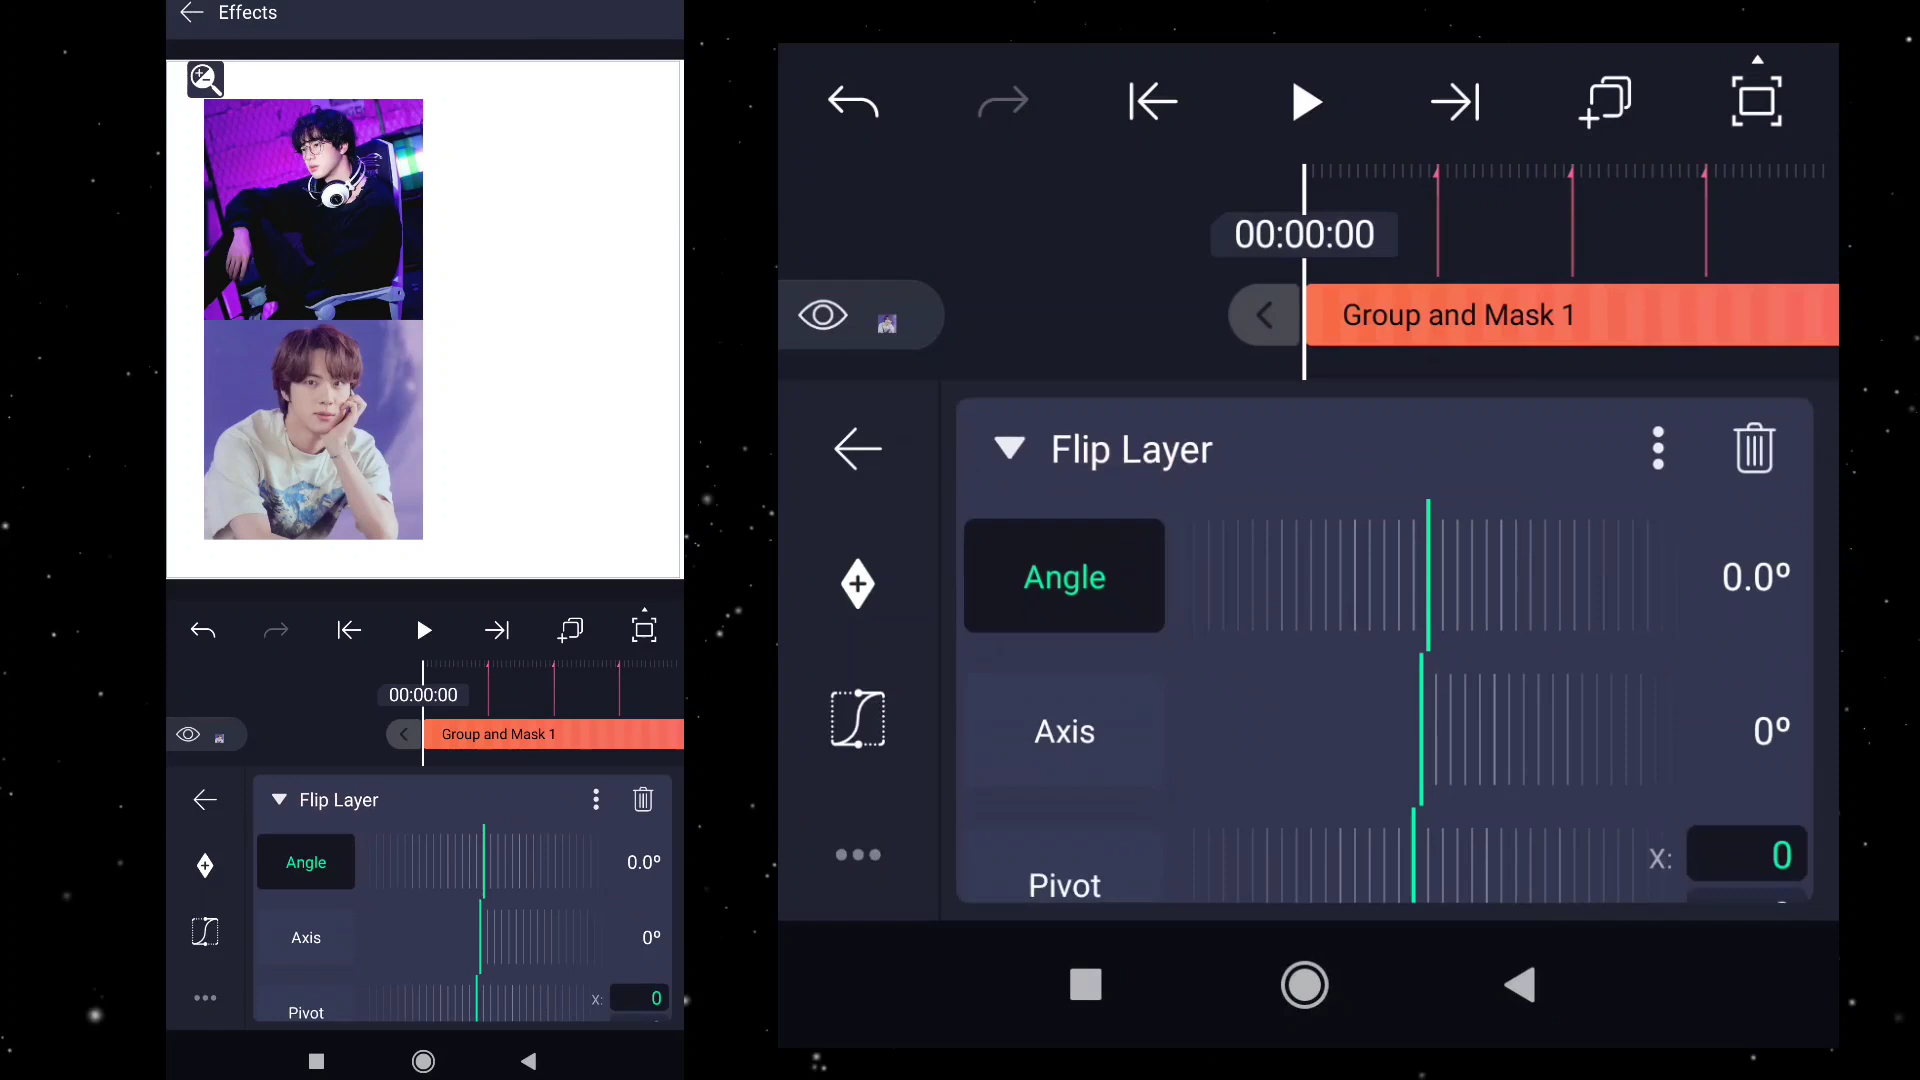 Effects
00:00:00
Group and Mask 1
Flip Layer
Angle
0.0º
Axis
0º
Pivot
X:
0
00:00:00
Group and Mask 1
Flip Layer
Angle
0.0º
Axis
0º
Pivot
X:
0